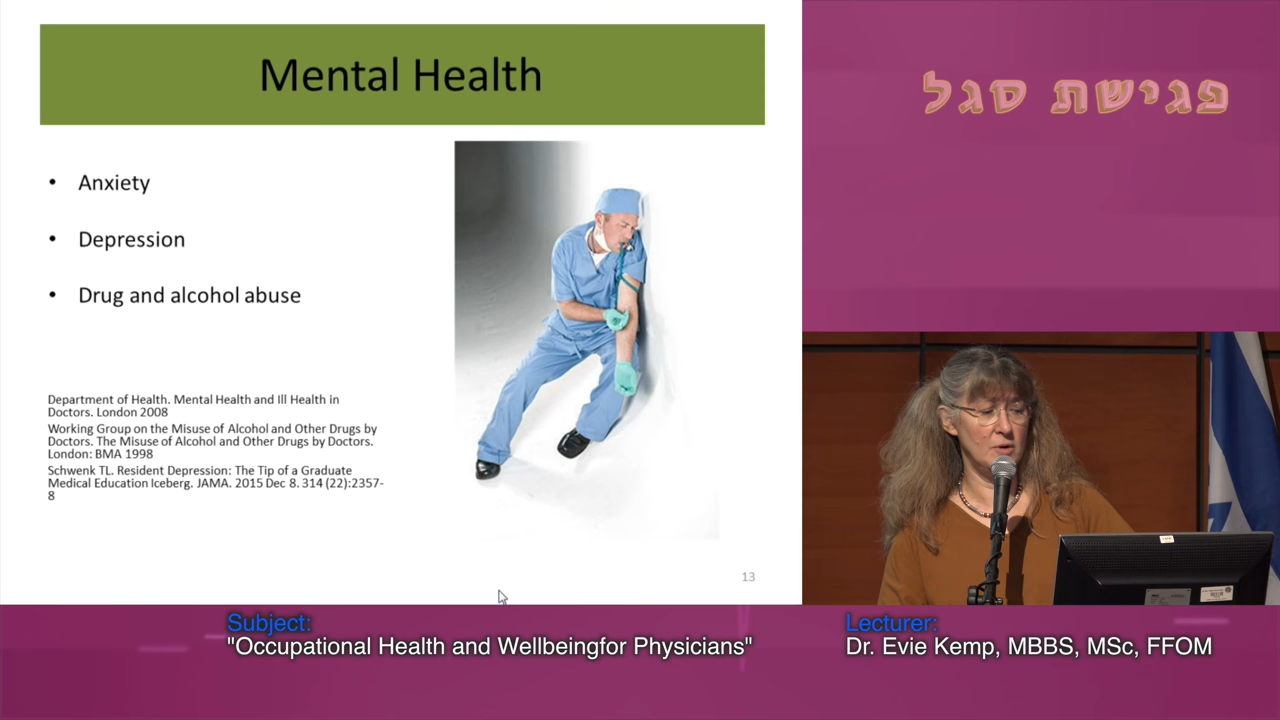 Mental Health
• Anxiety
• Depression
• Drug and alcohol abuse
Department of Health. Mental Health and Ill Health in
Doctors. London 2008
Working Group on the Misuse of Alcohol and Other Drugs by
Doctors. The Misuse of Alcohol and Other Drugs by Doctors.
London: BMA 1998
Schwenk TL. Resident Depression: The Tip of a Graduate
Medical Education Iceberg. JAMA. 2015 Dec 8. 314 (22):2357-
8
13
פגישת סגל
Subject:
"Occupational Health and Wellbeingfor Physicians"
Lecturer:
Dr. Evie Kemp, MBBS, MSc, FFOM